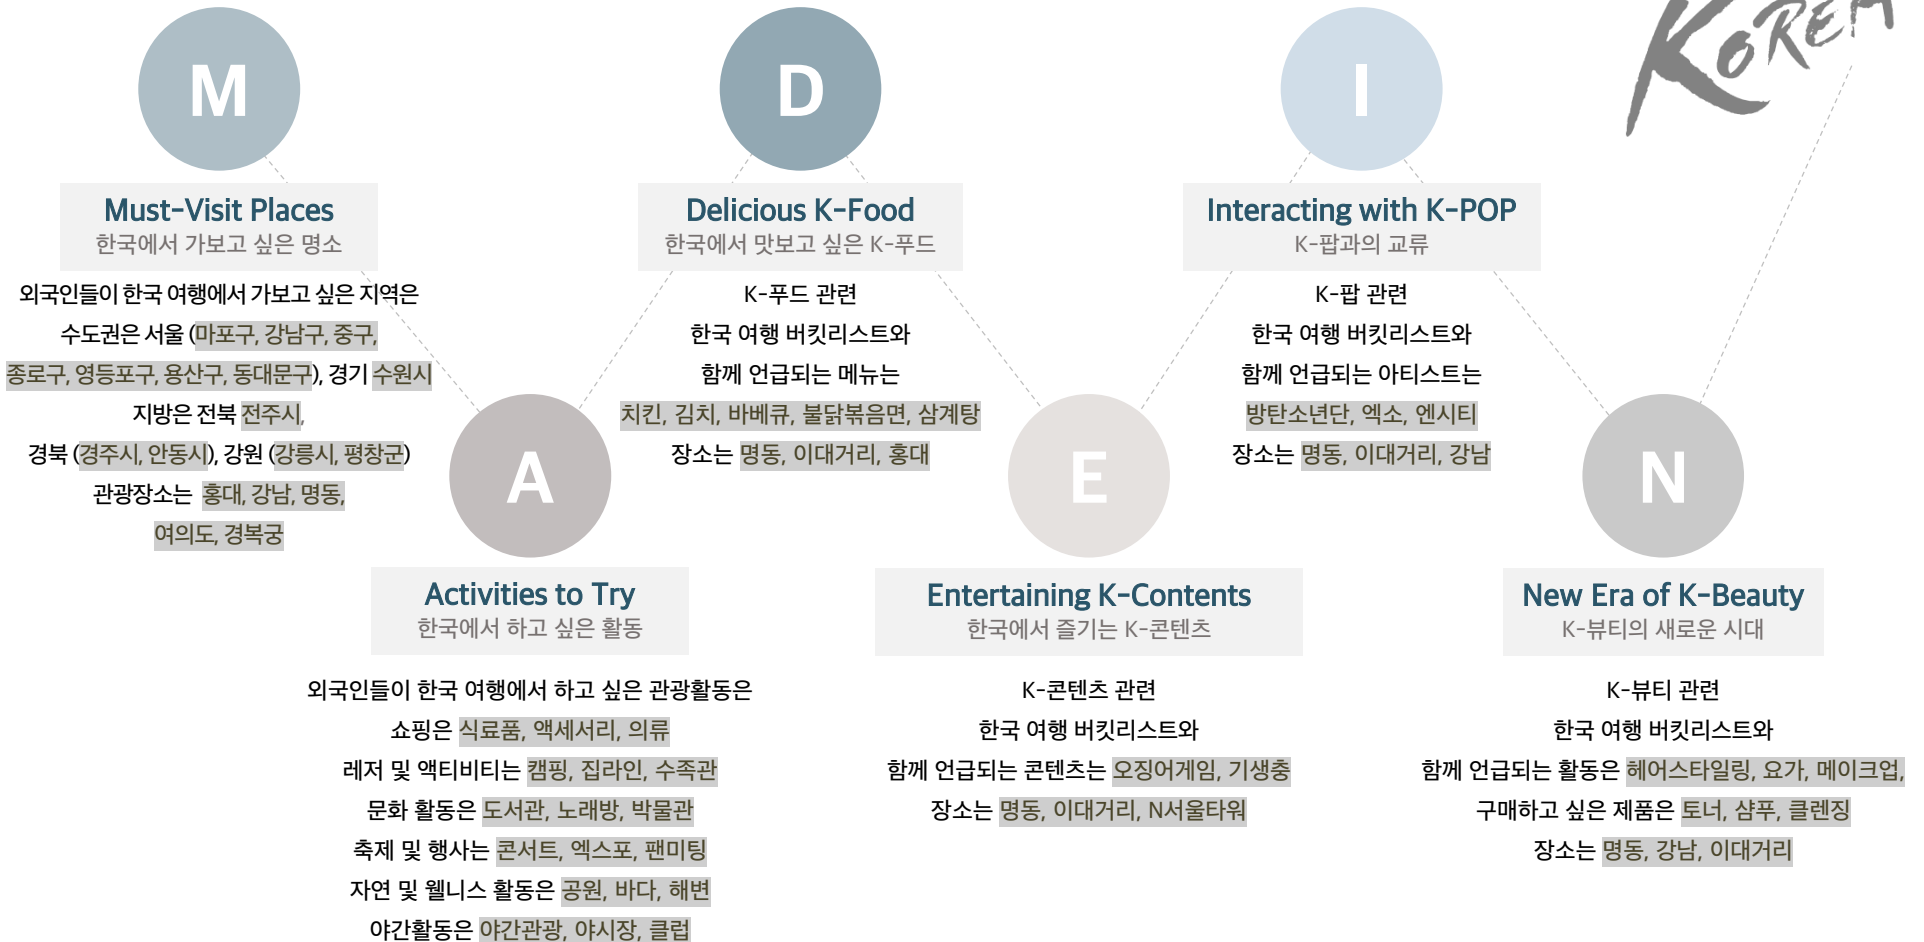 M
Must-Visit Places
한국에서 가보고 싶은 명소
외국인들이 한국 여행에서 가보고 싶은 지역은
수도권은 서울 (마포구, 강남구, 중구,
종로구, 영등포구, 용산구, 동대문구), 경기 수원시
지방은 전북 전주시,
경북 (경주시, 안동시), 강원 (강릉시, 평창군)
관광장소는 홍대, 강남, 명동,
여의도, 경복궁
A
Activities to Try
한국에서 하고 싶은 활동
외국인들이 한국 여행에서 하고 싶은 관광활동은
쇼핑은 식료품, 액세서리, 의류
레저 및 액티비티는 캠핑, 집라인, 수족관
문화 활동은 도서관, 노래방, 박물관
축제 및 행사는 콘서트, 엑스포, 팬미팅
자연 및 웰니스 활동은 공원, 바다, 해변
야간활동은 야간관광, 야시장, 클럽
D
Delicious K-Food
한국에서 맛보고 싶은 K-푸드
K-푸드 관련
한국 여행 버킷리스트와
함께 언급되는 메뉴는
치킨, 김치, 바베큐, 불닭볶음면, 삼계탕
장소는 명동, 이대거리, 홍대
E
Entertaining K-Contents
한국에서 즐기는 K-콘텐츠
K-콘텐츠 관련
한국 여행 버킷리스트와
함께 언급되는 콘텐츠는 오징어게임, 기생충
장소는 명동, 이대거리, N서울타워
I
Interacting with K-POP
K-팝과의 교류
K-팝 관련
한국 여행 버킷리스트와
함께 언급되는 아티스트는
방탄소년단, 엑소, 엔시티
장소는 명동, 이대거리, 강남
N
New Era of K-Beauty
K-뷰티의 새로운 시대
K-뷰티 관련
한국 여행 버킷리스트와
함께 언급되는 활동은 헤어스타일링, 요가, 메이크업,
구매하고 싶은 제품은 토너, 샴푸, 클렌징
장소는 명동, 강남, 이대거리
KOREA